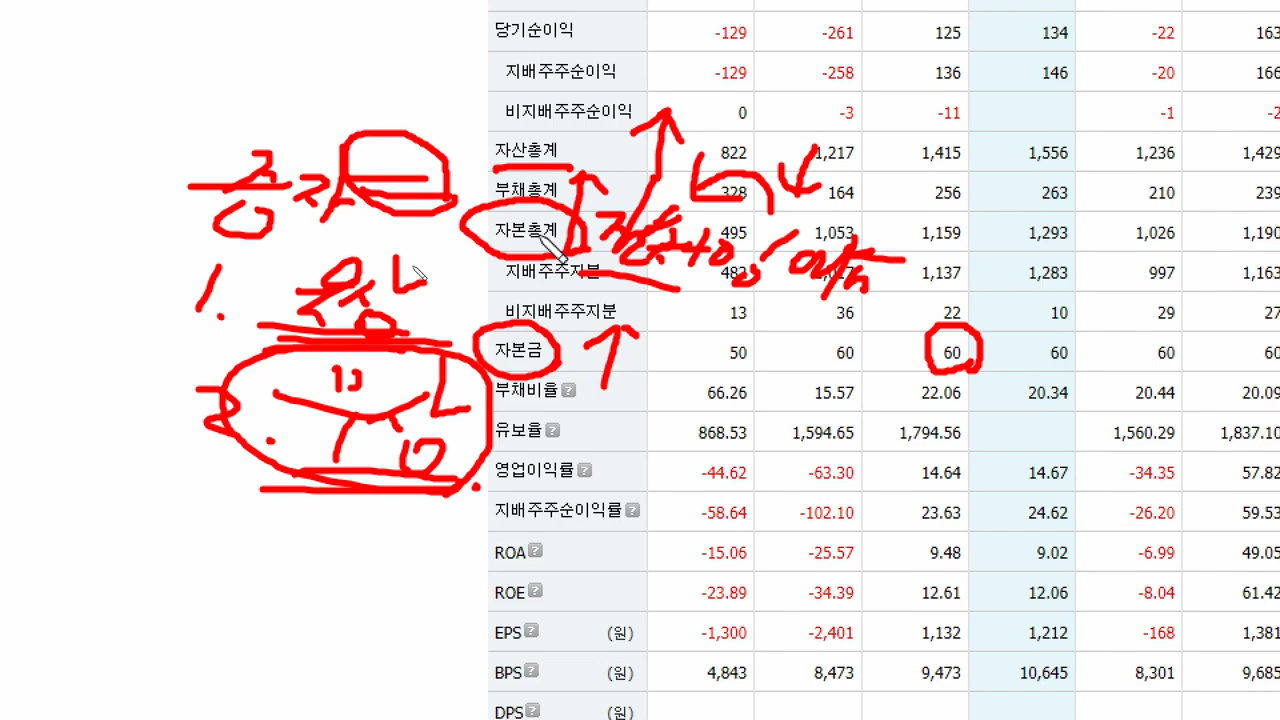 당기순이익 -129 -261 125 134 -22 163
지배주주순이익 -129 -258 136 146 -20 166
비지배주주순이익 0 -3 -11 -1 -2
자산총계 822 1,217 1,415 1,556 1,236 1,429
부채총계 328 164 256 263 210 239
자본총계 495 1,053 1,159 1,293 1,026 1,190
지배주주지분 1,137 1,283 997 1,163
비지배주주지분 13 36 22 10 29 27
자본금 50 60 60 60 60 60
부채비율 66.26 15.57 22.06 20.34 20.44 20.09
유보율 868.53 1,594.65 1,794.56 1,560.29 1,837.10
영업이익률 -44.62 -63.30 14.64 14.67 -34.35 57.82
지배주주순이익률 -58.64 -102.10 23.63 24.62 -26.20 59.53
ROA -15.06 -25.57 9.48 9.02 -6.99 49.05
ROE -23.89 -34.39 12.61 12.06 -8.04 61.42
EPS (원) -1,300 -2,401 1,132 1,212 -168 1,381
BPS (원) 4,843 8,473 9,473 10,645 8,301 9,685
DPS (원)
1.